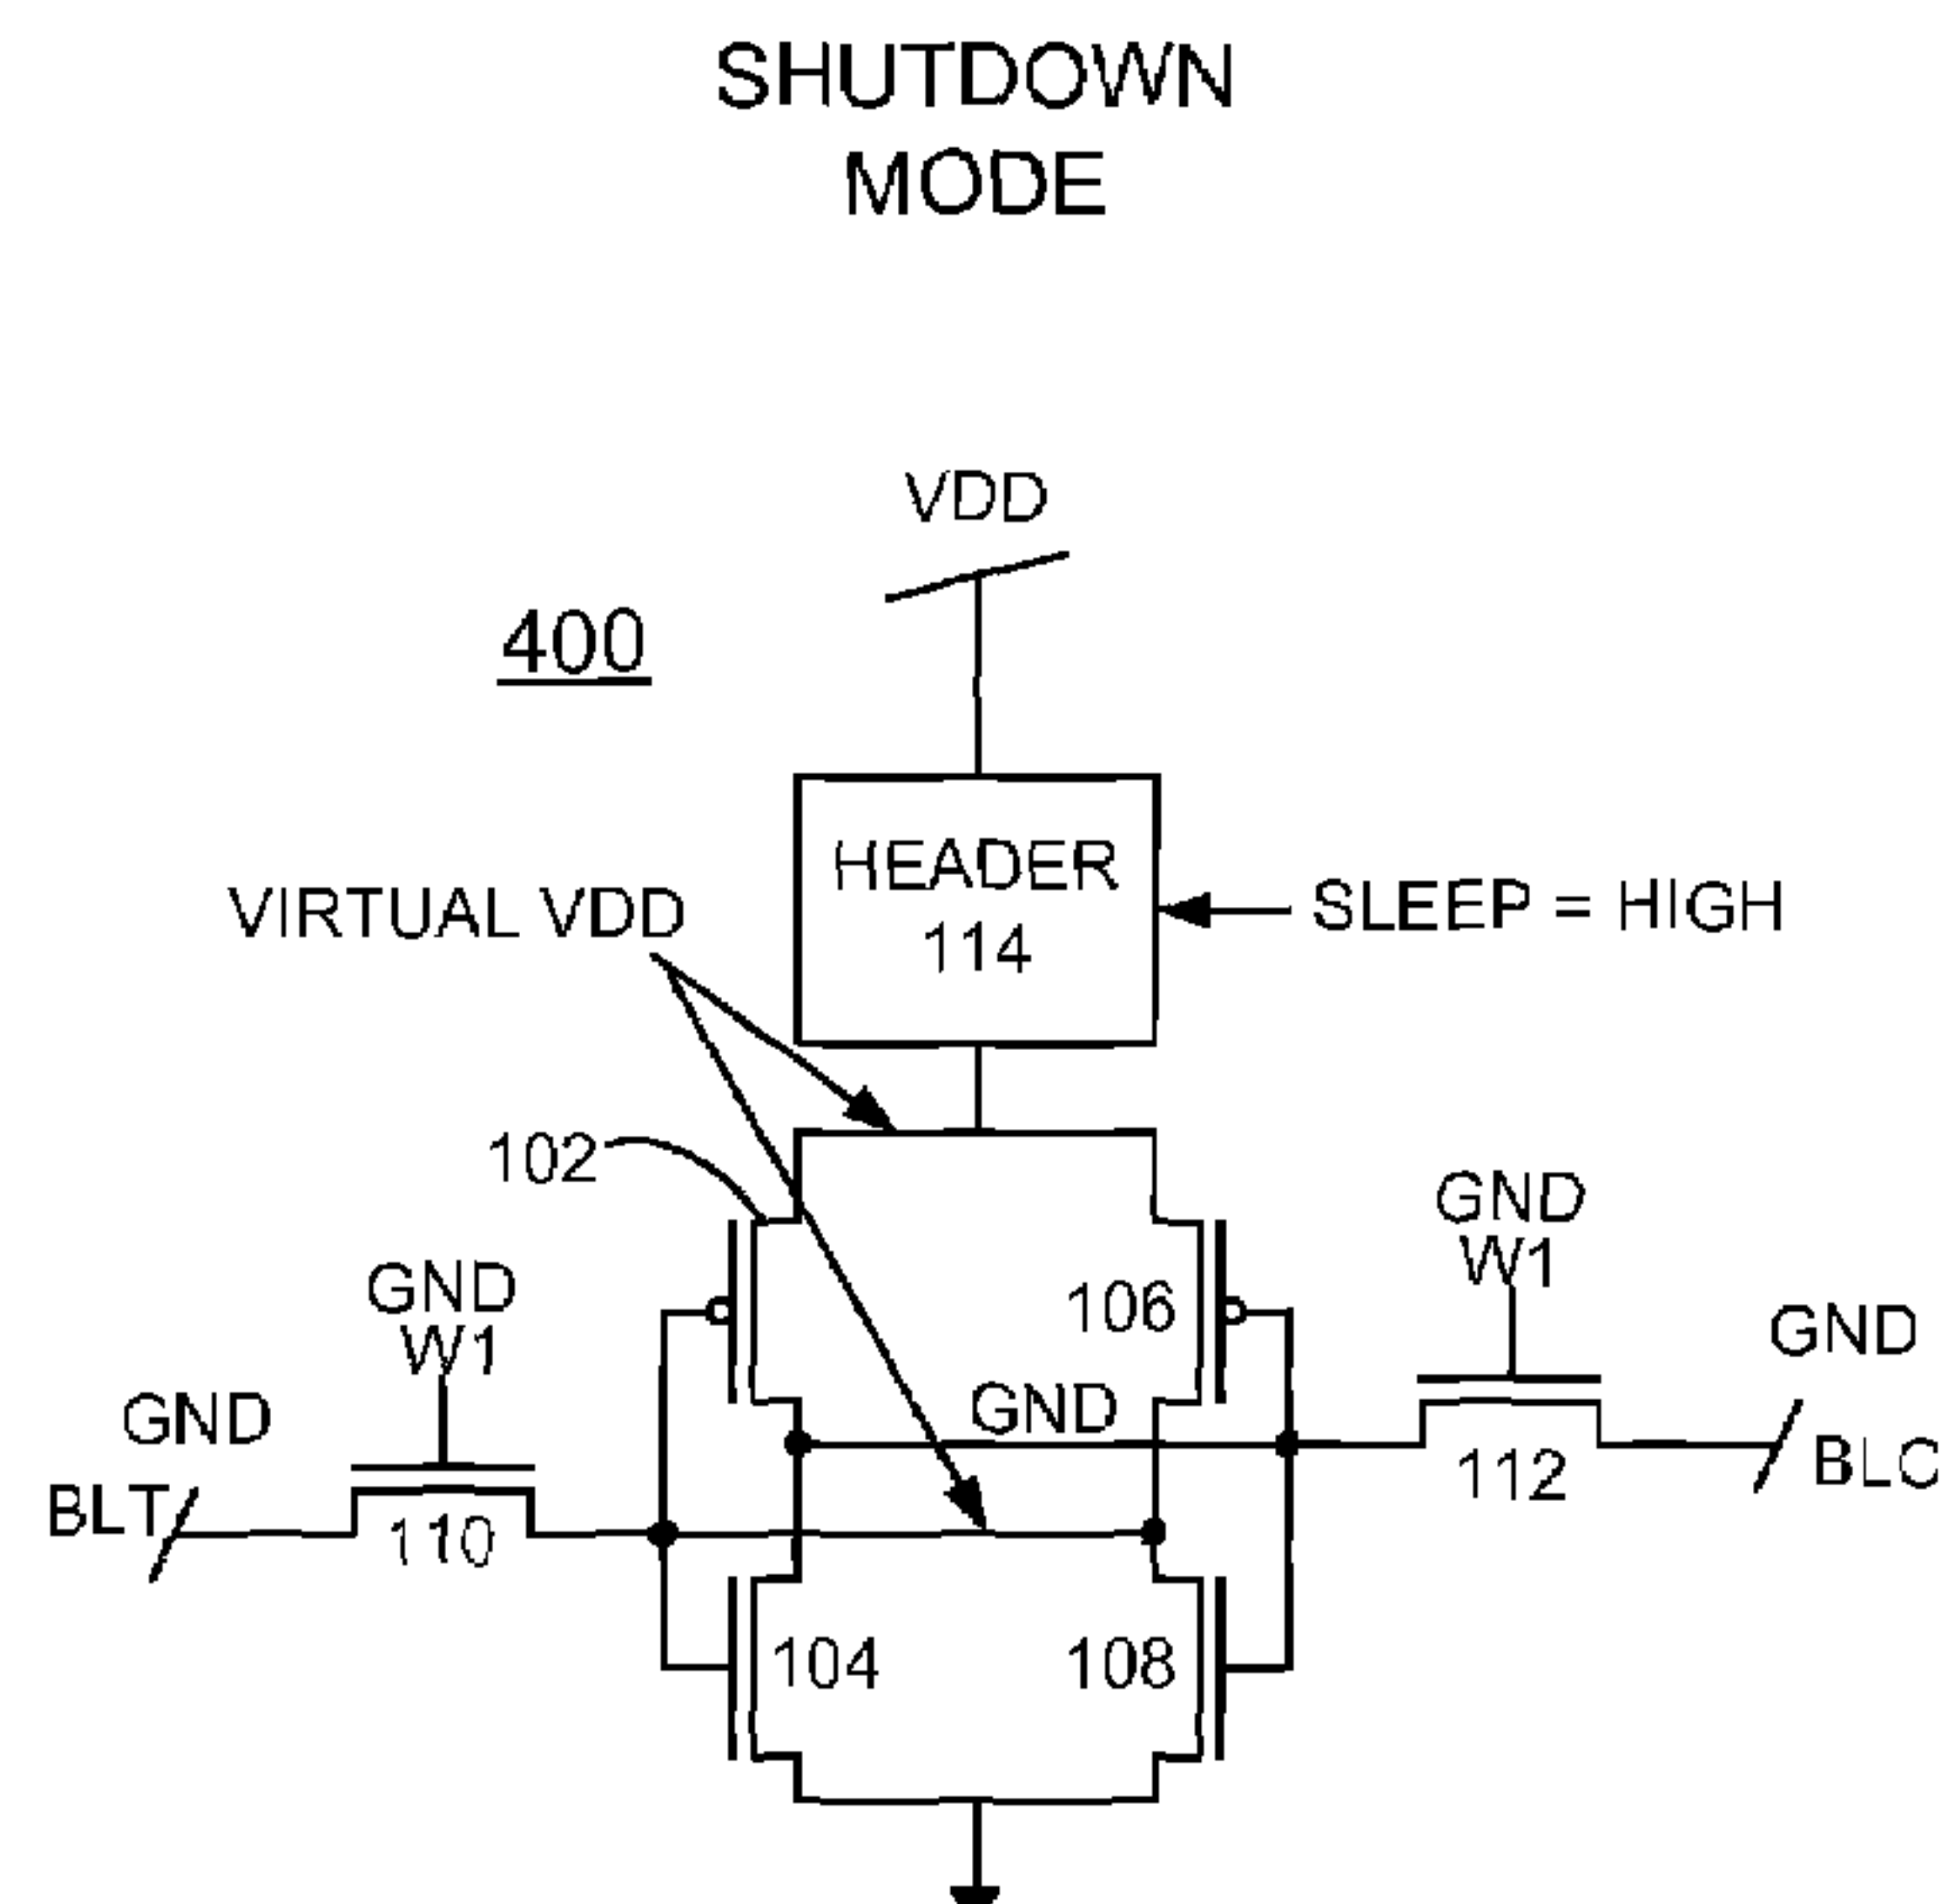 SHUTDOWN
MODE
VDD
400
HEADER
114
VIRTUAL VDD
SLEEP = HIGH
102
GND
W1
106
GND
W1
GND
GND
GND
BLT
110
112
BLC
104
108